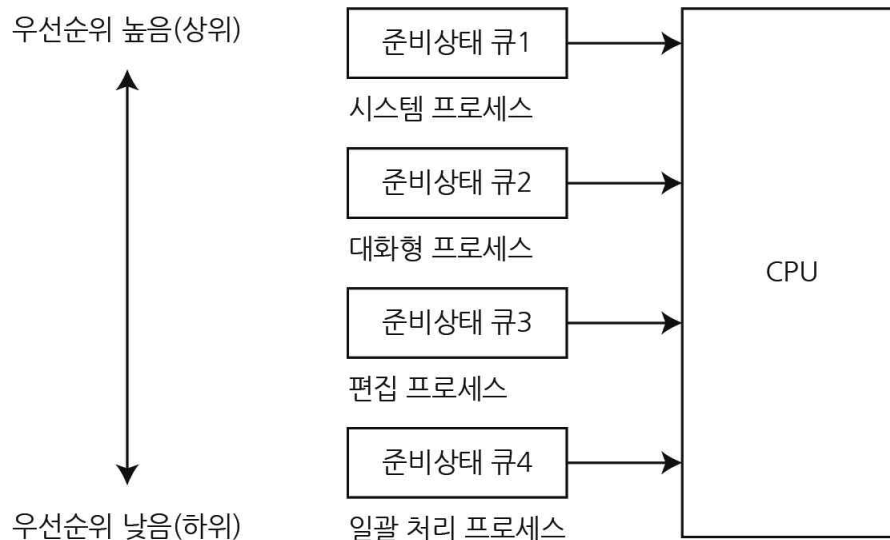 우선순위 높음(상위)
준비상태 큐1
시스템 프로세스
준비상태 큐2
대화형 프로세스
CPU
준비상태 큐3
편집 프로세스
준비상태 큐4
우선순위 낮음(하위)
일괄 처리 프로세스